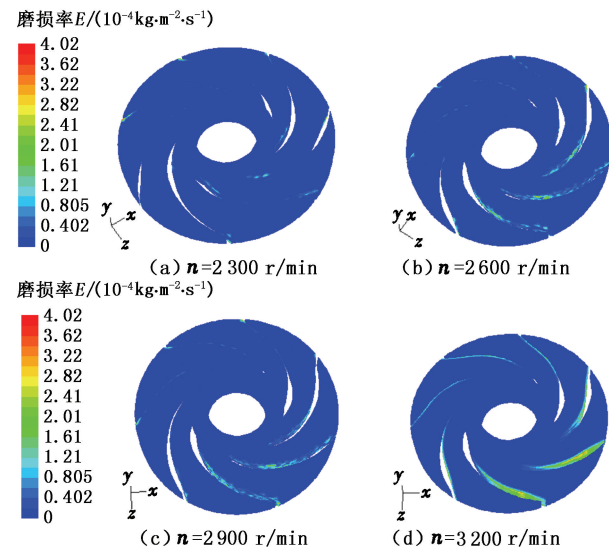 磨损率E/(10⁻⁴kg·m⁻²·s⁻¹)
4.02
3.62
3.22
2.82
2.41
2.01
1.61
1.21
0.805
0.402
0
y
x
z
y
x
z
(a) n=2 300 r/min
(b) n=2 600 r/min
磨损率E/(10⁻⁴kg·m⁻²·s⁻¹)
4.02
3.62
3.22
2.82
2.41
2.01
1.61
1.21
0.805
0.402
0
y
x
z
y
x
z
(c) n=2 900 r/min
(d) n=3 200 r/min